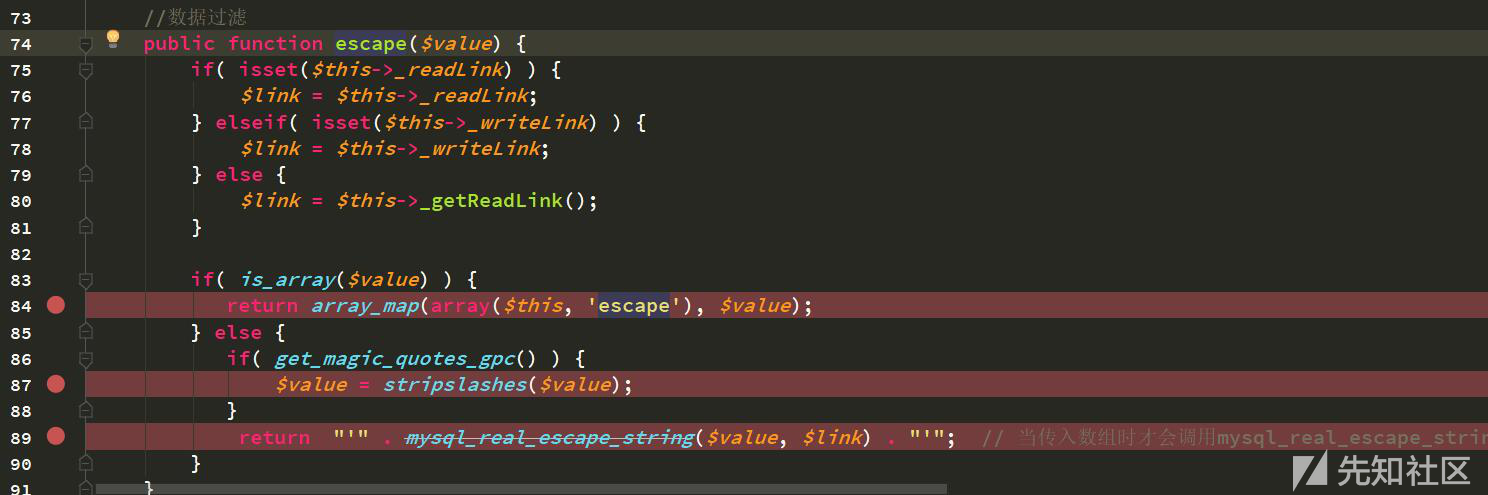 73 //数据过滤
74 public function escape($value) {
75 if( isset($this->_readLink) ) {
76 $link = $this->_readLink;
77 } elseif( isset($this->_writeLink) ) {
78 $link = $this->_writeLink;
79 } else {
80 $link = $this->_getReadLink();
81 }
82
83 if( is_array($value) ) {
84 return array_map(array($this, 'escape'), $value);
85 } else {
86 if( get_magic_quotes_gpc() ) {
87 $value = stripslashes($value);
88 }
89 return "'" . mysql_real_escape_string($value, $link) . "'"; // 当传入数组时才会调用mysql_real_escape_strin
90 }
91 }
先知社区